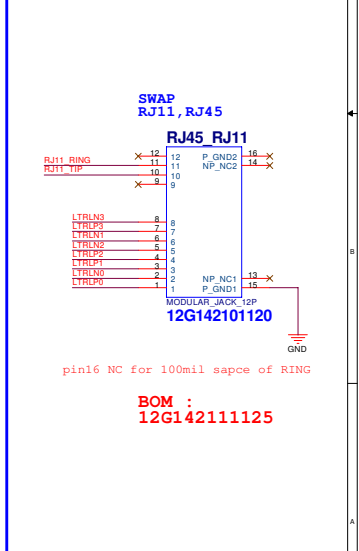 SWAP
RJ11,RJ45
RJ45_RJ11
12 12 P_GND2 16
RJ11_RING 11 11 NP_NC2 14
RJ11_TIP 10 10
9 9
LTRLN3 8 8
LTRLP3 7 7
LTRLN1 6 6
LTRLN2 5 5
LTRLP2 4 4
LTRLP1 3 3
LTRLN0 2 2 NP_NC1 13
LTRLP0 1 1 P_GND1 15
MODULAR_JACK_12P
12G142101120
GND
pin16 NC for 100mil sapce of RING
BOM :
12G142111125
B
A